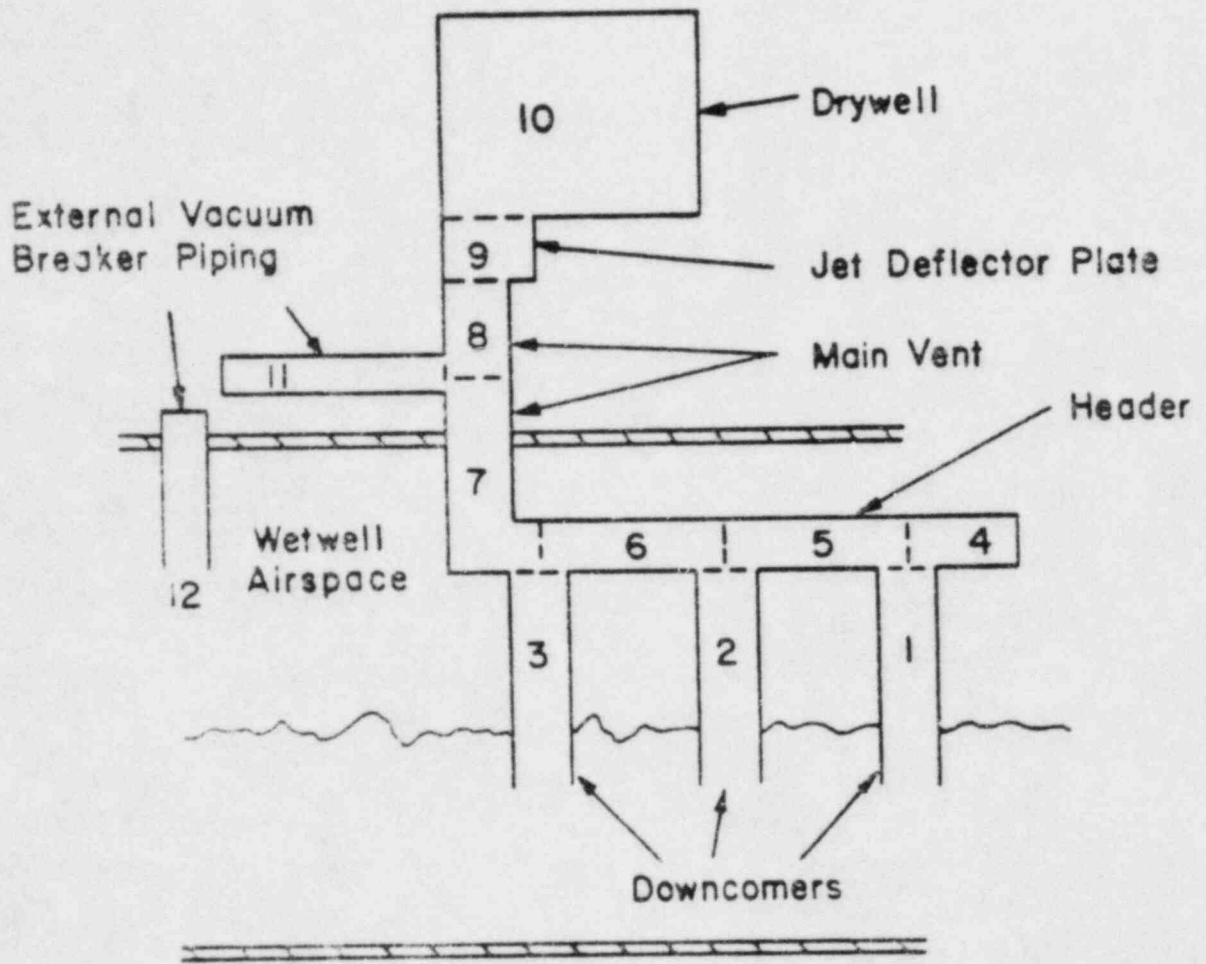 10
Drywell
External Vacuum
Breaker Piping
9
Jet Deflector Plate
8
Main Vent
11
Header
7
6
5
4
Wetwell
Airspace
12
3
2
1
Downcomers